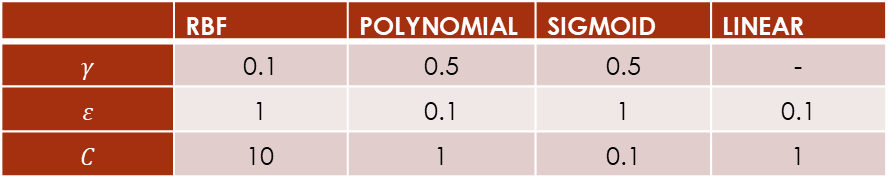 RBF POLYNOMIAL SIGMOID LINEAR
γ 0.1 0.5 0.5 -
ε 1 0.1 1 0.1
C 10 1 0.1 1